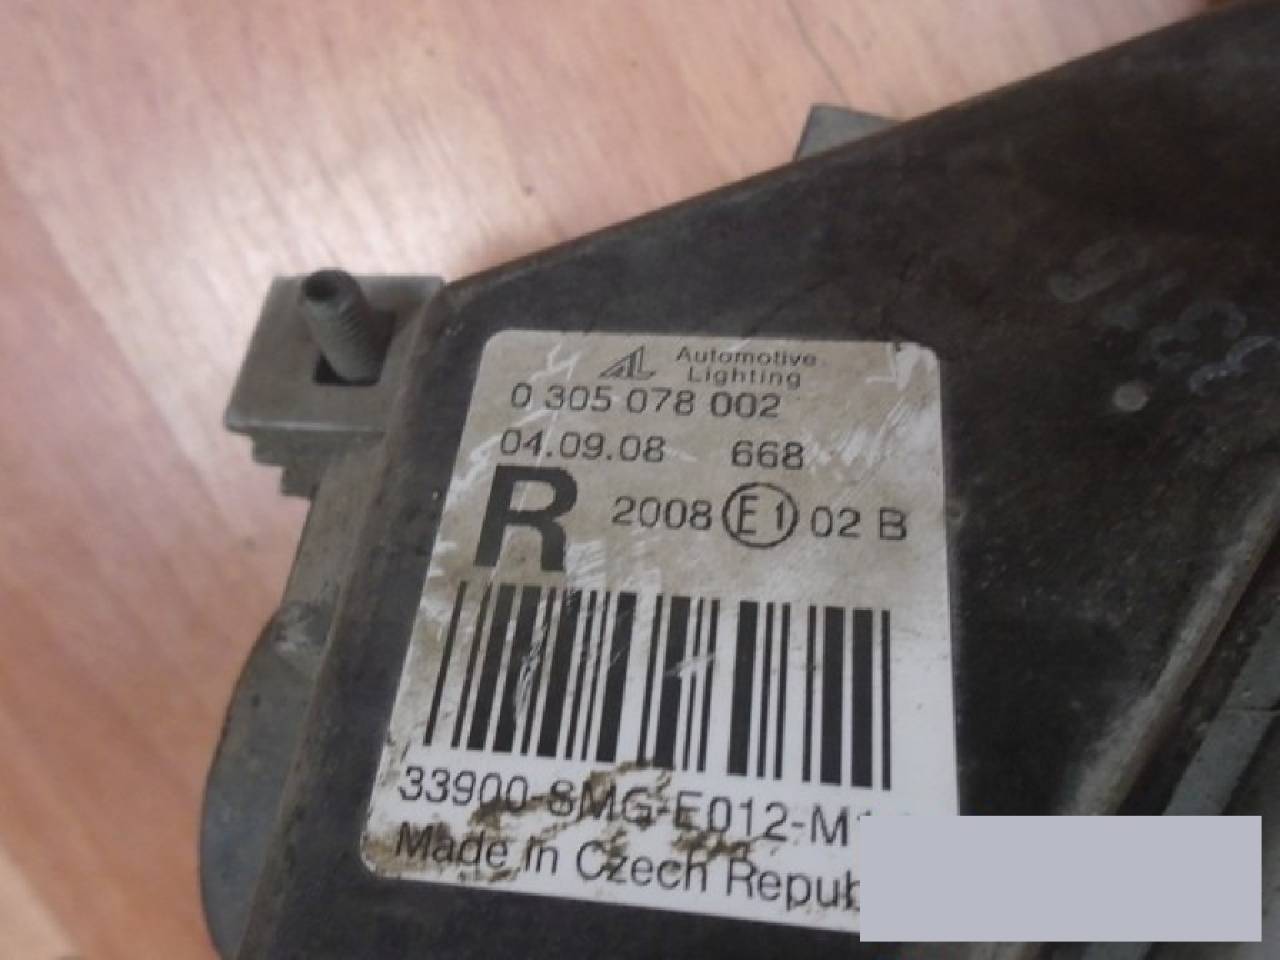 Automotive
Lighting
0 305 078 002
04.09.08 668
R 2008 E1 02 B
33900-SMG-E012-M1
Made in Czech